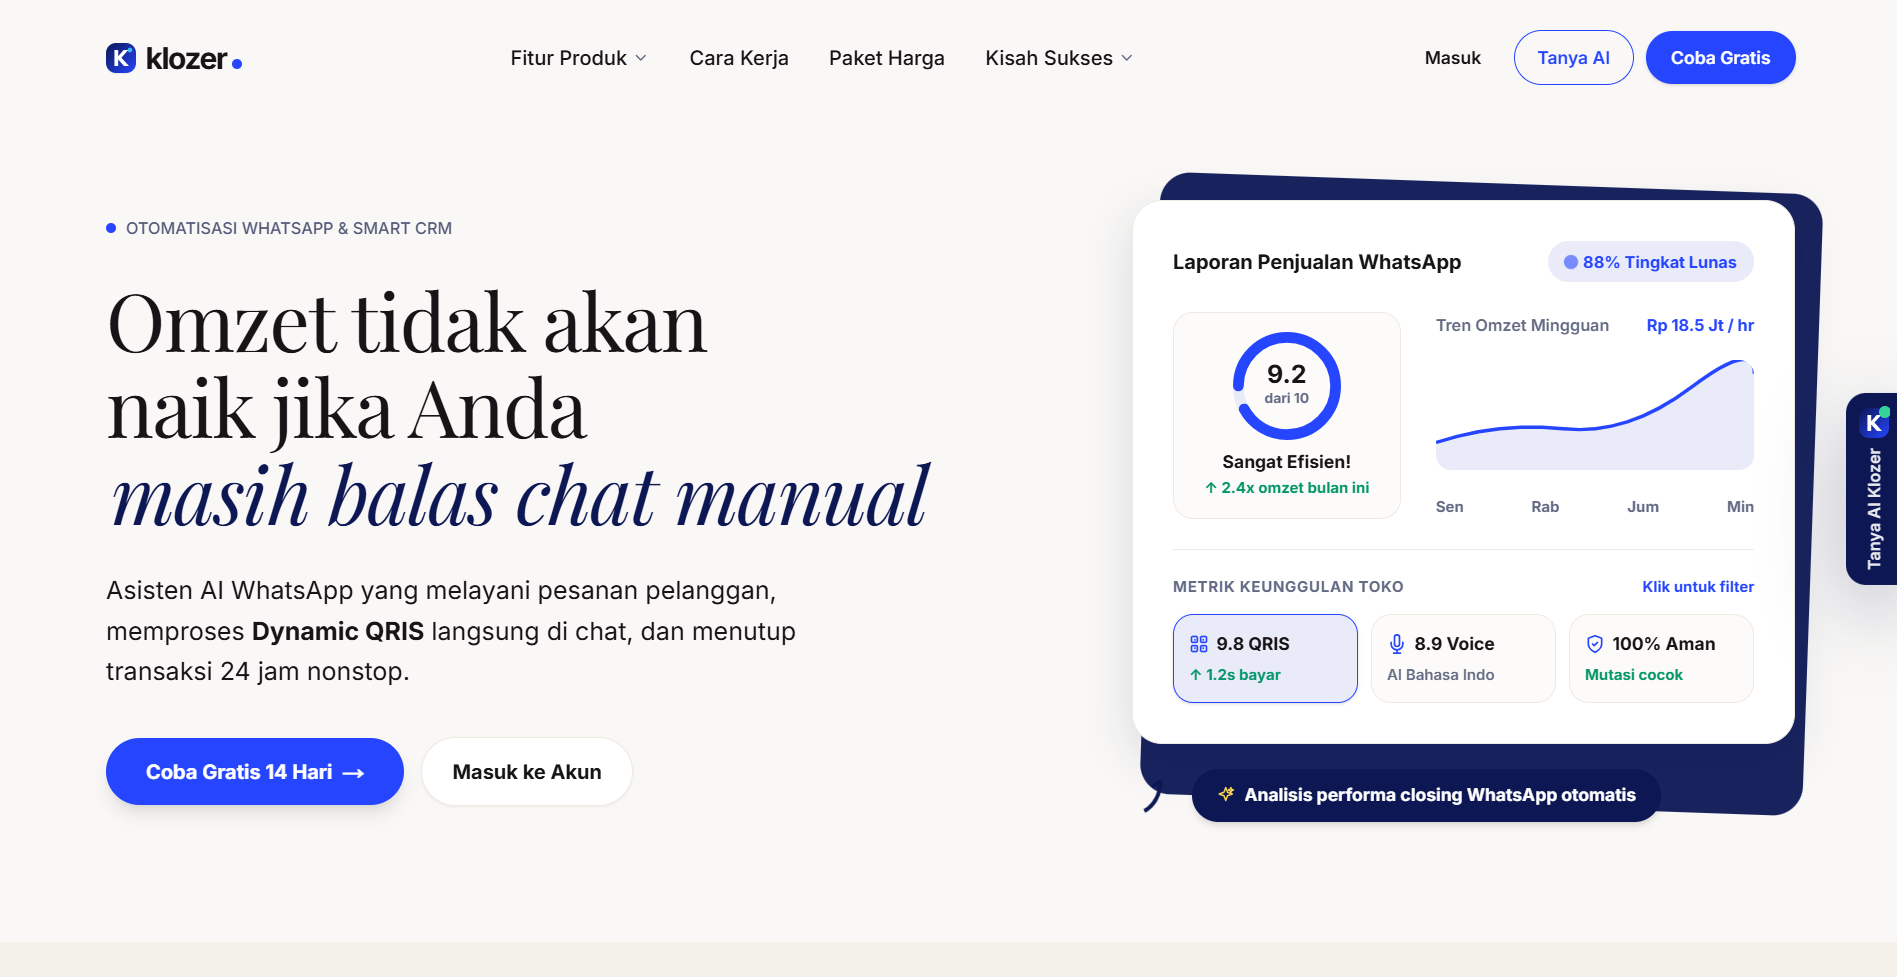 K klozer
Fitur Produk
Cara Kerja
Paket Harga
Kisah Sukses
Masuk
Tanya AI
Coba Gratis
OTOMATISASI WHATSAPP & SMART CRM
Omzet tidak akan
naik jika Anda
masih balas chat manual
Asisten AI WhatsApp yang melayani pesanan pelanggan,
memproses Dynamic QRIS langsung di chat, dan menutup
transaksi 24 jam nonstop.
Coba Gratis 14 Hari →
Masuk ke Akun
Laporan Penjualan WhatsApp
88% Tingkat Lunas
9.2
dari 10
Sangat Efisien!
↑ 2.4x omzet bulan ini
Tren Omzet Mingguan
Rp 18.5 Jt / hr
Sen Rab Jum Min
METRIK KEUNGGULAN TOKO
Klik untuk filter
9.8 QRIS
↑ 1.2s bayar
8.9 Voice
AI Bahasa Indo
100% Aman
Mutasi cocok
Analisis performa closing WhatsApp otomatis
K
Tanya AI Klozer